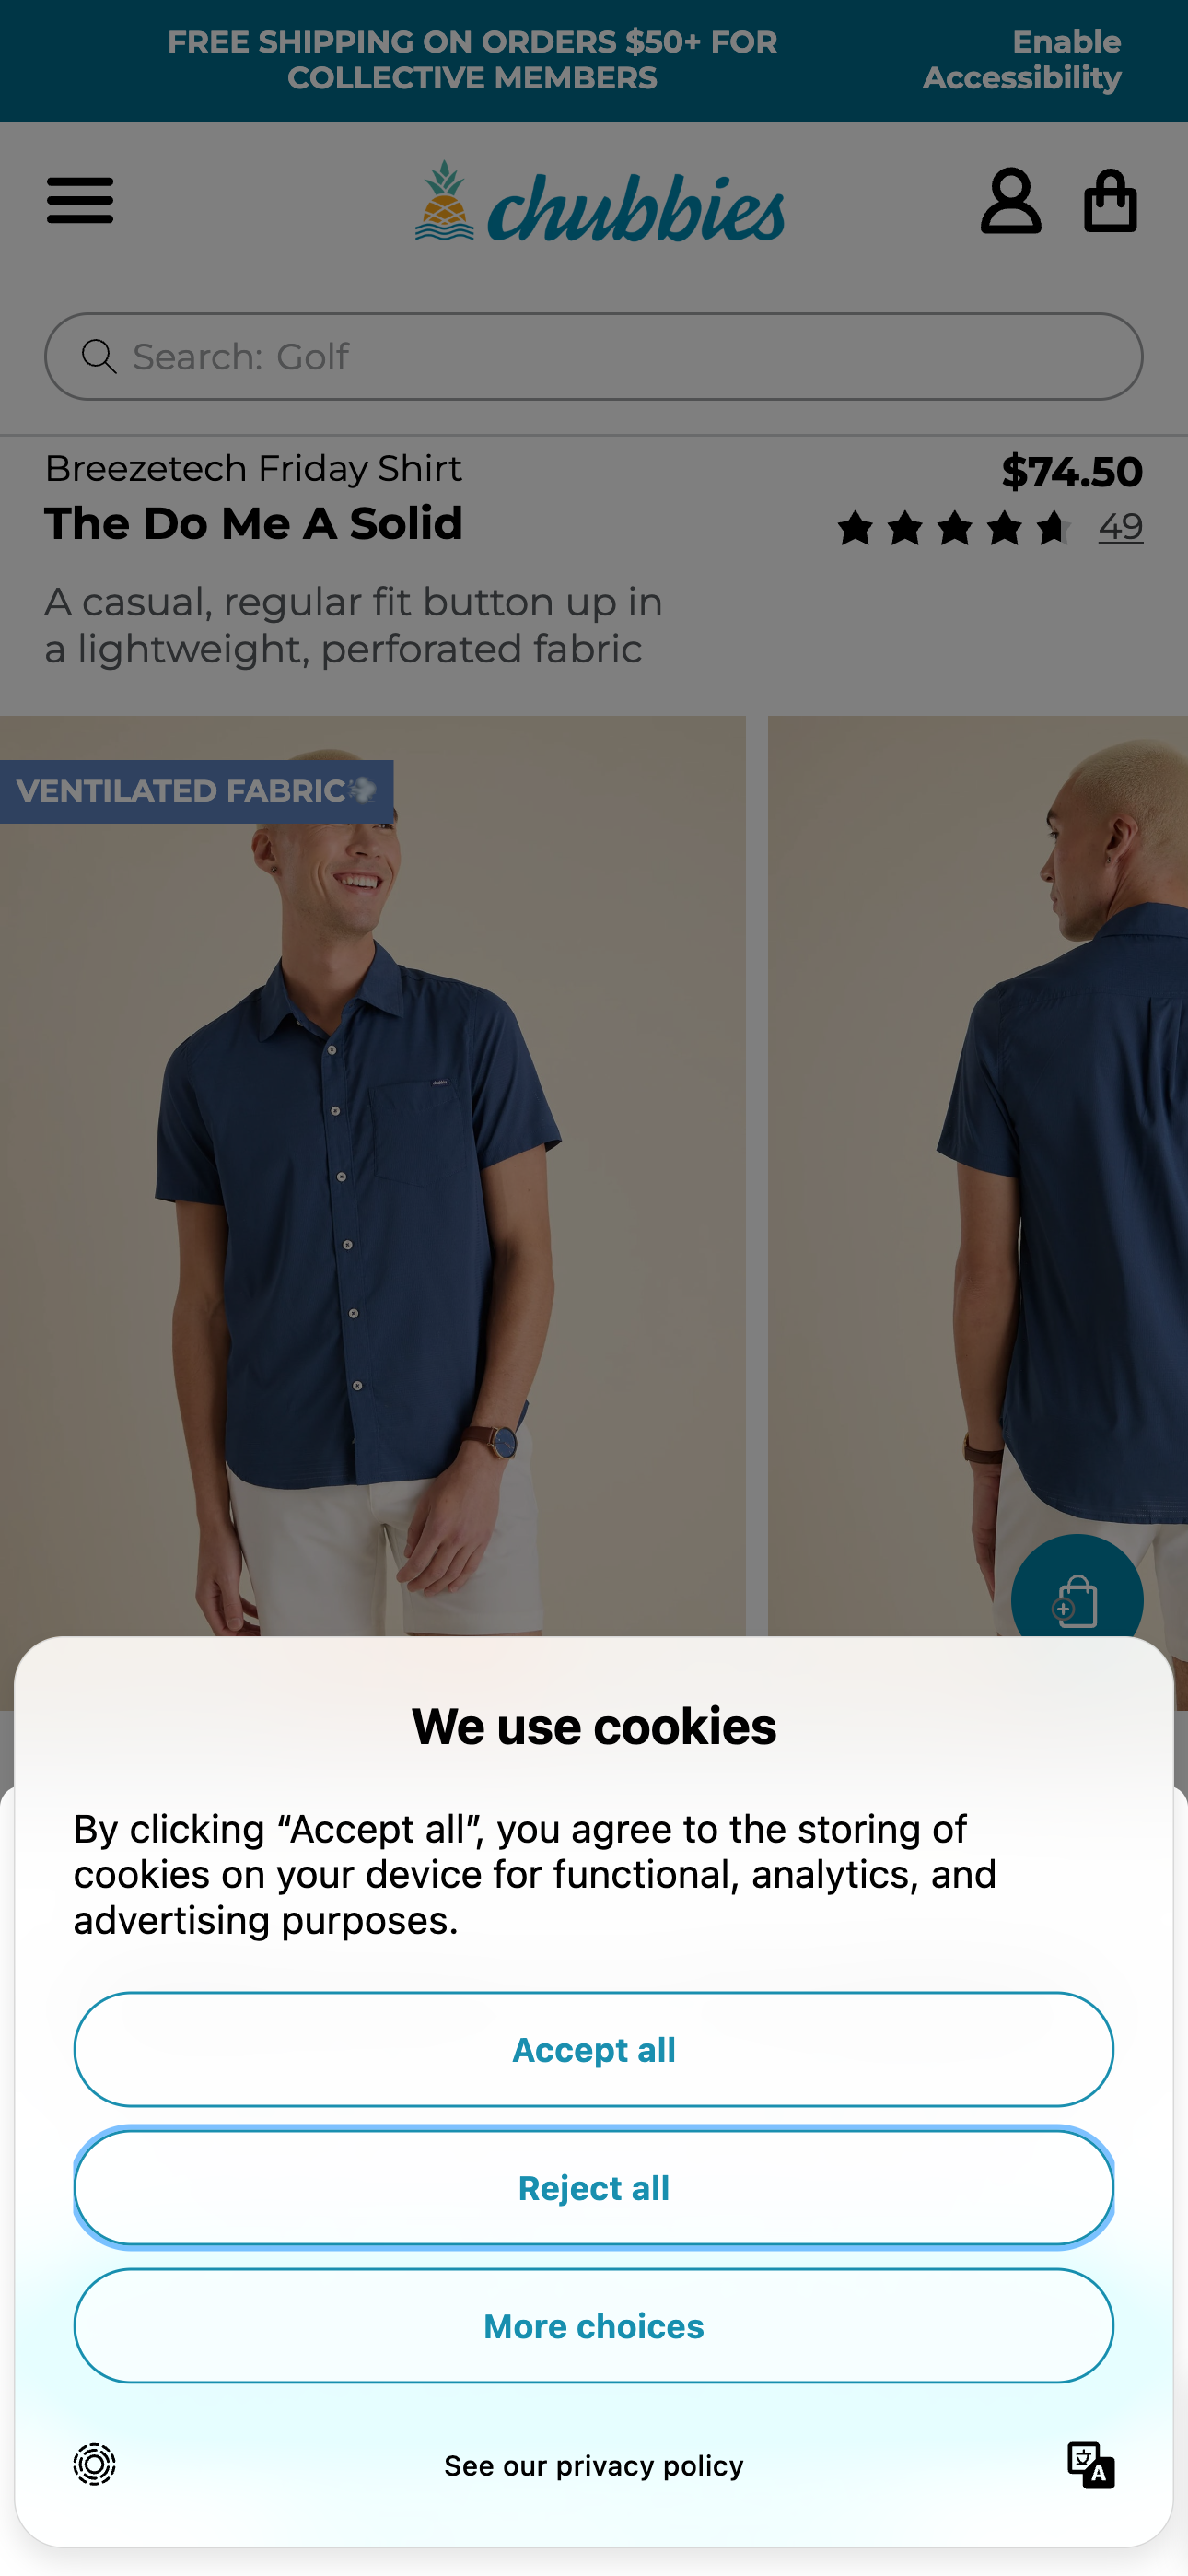 FREE SHIPPING ON ORDERS $50+ FOR
COLLECTIVE MEMBERS
Enable
Accessibility
chubbies
Search: Golf
Breezetech Friday Shirt
$74.50
The Do Me A Solid
49
A casual, regular fit button up in
a lightweight, perforated fabric
VENTILATED FABRIC💨
We use cookies
By clicking “Accept all”, you agree to the storing of
cookies on your device for functional, analytics, and
advertising purposes.
Accept all
Reject all
More choices
See our privacy policy
文
A